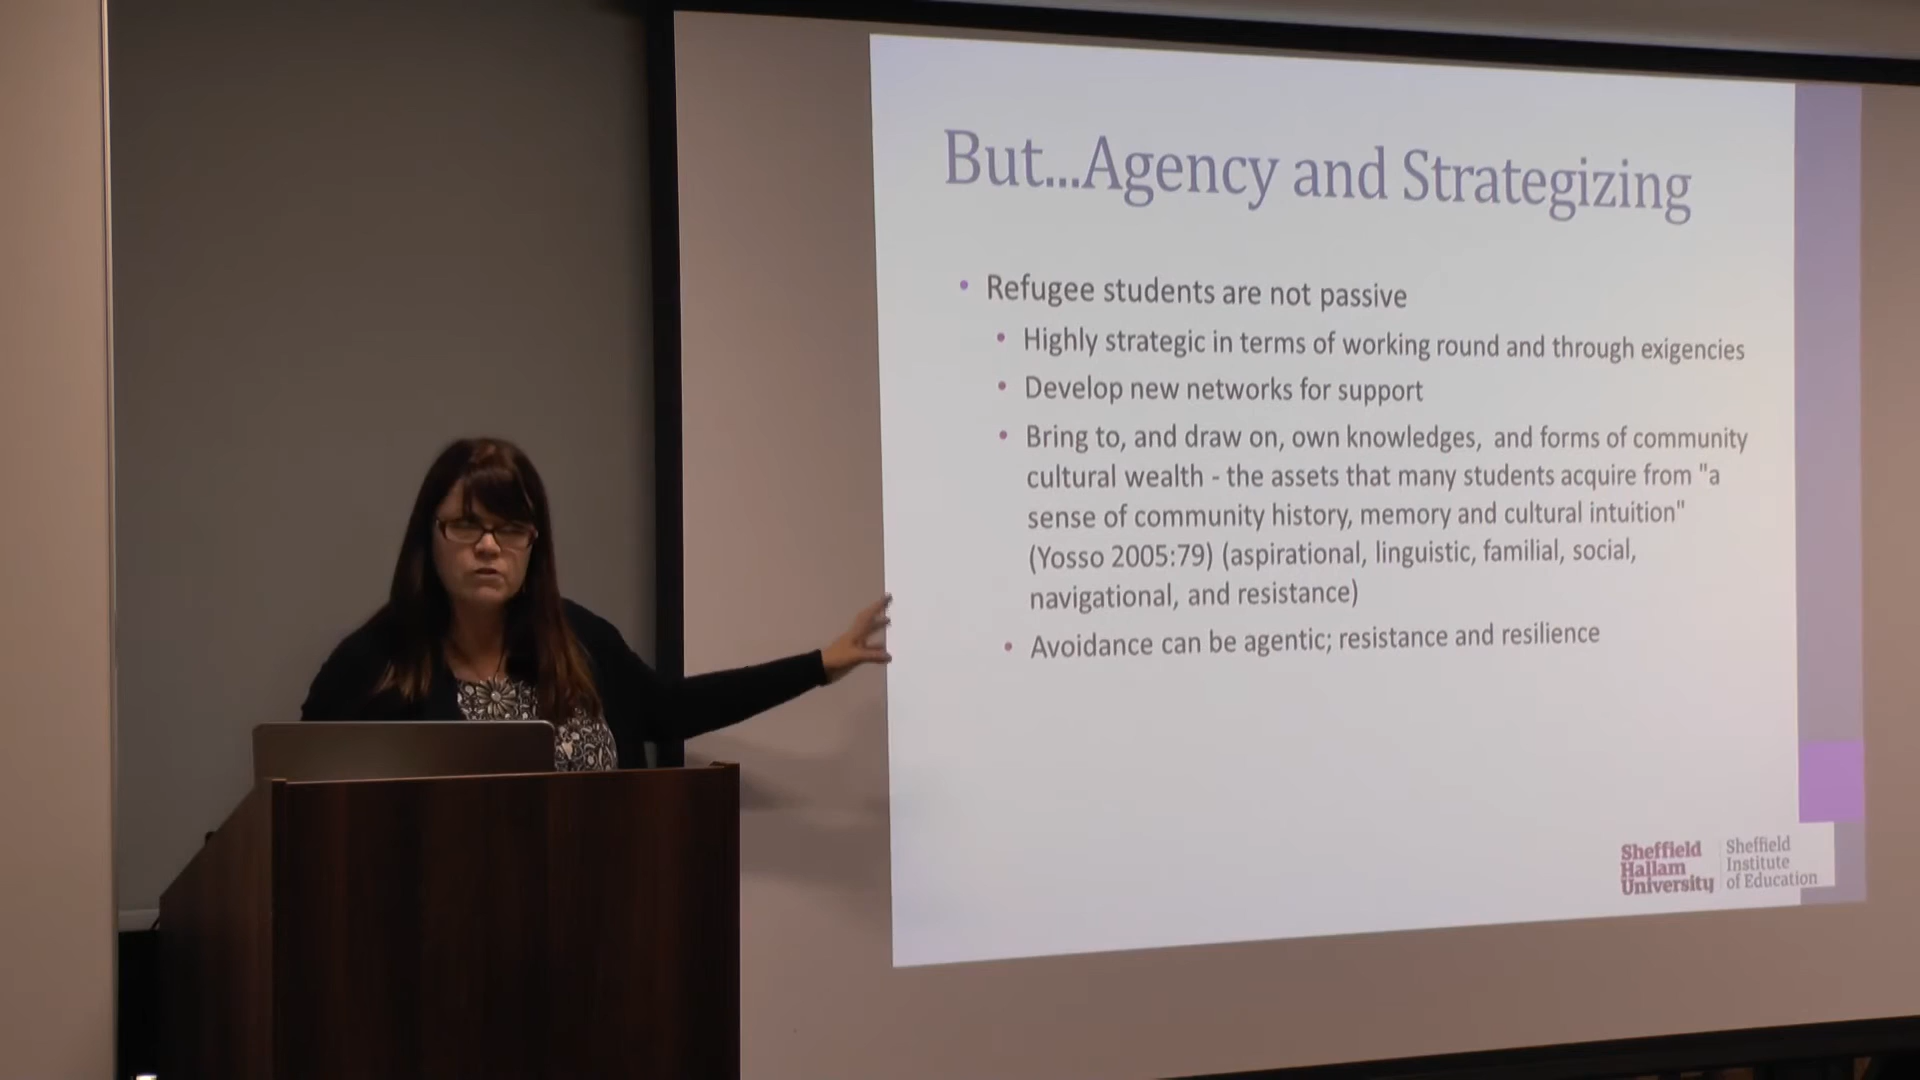 But...Agency and Strategizing
• Refugee students are not passive
• Highly strategic in terms of working round and through exigencies
• Develop new networks for support
• Bring to, and draw on, own knowledges, and forms of community
cultural wealth - the assets that many students acquire from "a
sense of community history, memory and cultural intuition"
(Yosso 2005:79) (aspirational, linguistic, familial, social,
navigational, and resistance)
• Avoidance can be agentic; resistance and resilience
Sheffield
Hallam
University
Sheffield
Institute
of Education